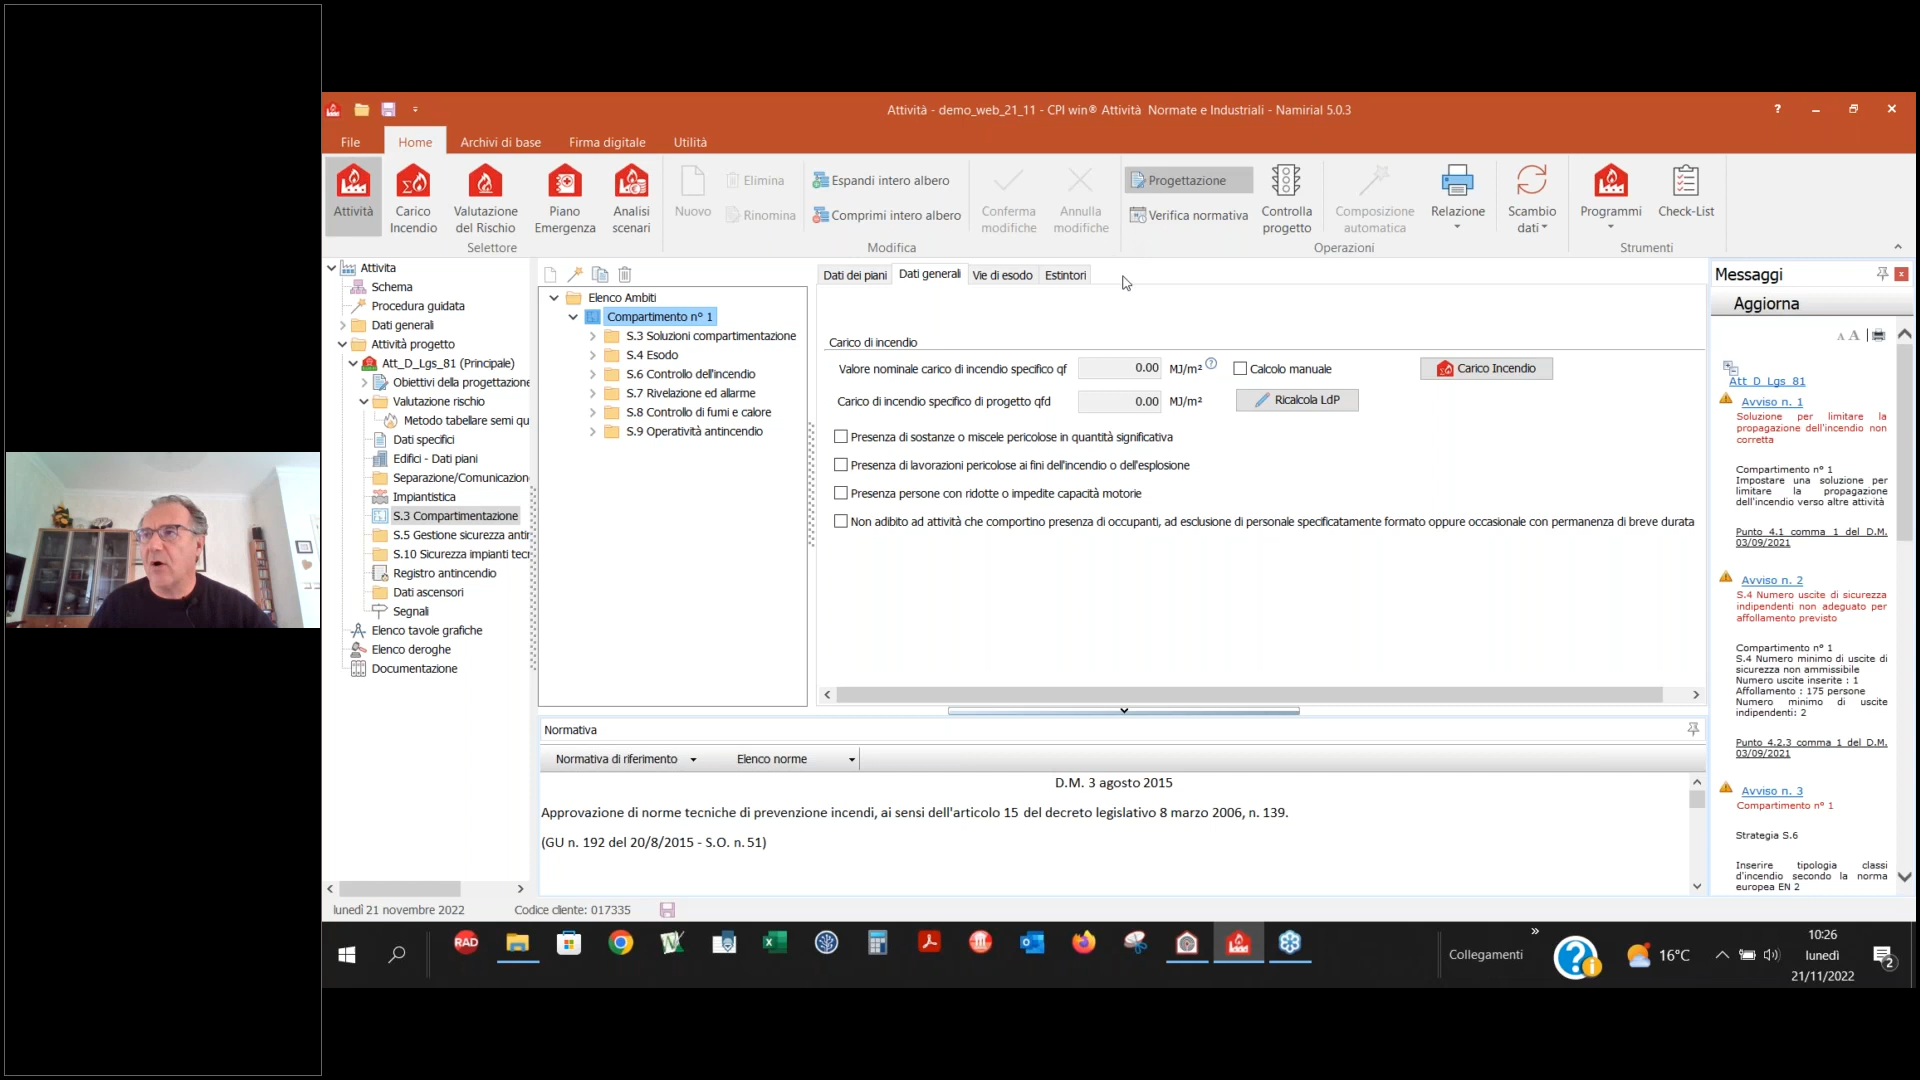 Attività - demo_web_21_11 - CPI win® Attività  Normate e Industriali - Namirial 5.0.3
File
Home
Archivi di base
Firma digitale
Utilità
Attività
Carico
Incendio
Valutazione
del Rischio
Piano
Emergenza
Analisi
scenari
Selettore
Nuovo
Elimina
Rinomina
Espandi intero albero
Comprimi intero albero
Conferma
modifiche
Annulla
modifiche
Modifica
Progettazione
Verifica normativa
Controlla
progetto
Composizione
automatica
Relazione
Scambio
dati
Operazioni
Programmi
Check-List
Strumenti
Attivita
Schema
Procedura guidata
Dati generali
Attività progetto
Att_D_Lgs_81 (Principale)
Obiettivi della progettazione
Valutazione rischio
Metodo tabellare semi qu
Dati specifici
Edifici - Dati piani
Separazione/Comunicazion
Impiantistica
S.3 Compartimentazione
S.5 Gestione sicurezza antir
S.10 Sicurezza impianti tecr
Registro antincendio
Dati ascensori
Segnali
Elenco tavole grafiche
Elenco deroghe
Documentazione
Elenco Ambiti
Compartimento n° 1
S.3 Soluzioni compartimentazione
S.4 Esodo
S.6 Controllo dell'incendio
S.7 Rivelazione ed allarme
S.8 Controllo di fumi e calore
S.9 Operatività antincendio
Dati dei piani
Dati generali
Vie di esodo
Estintori
Carico di incendio
Valore nominale carico di incendio specifico qf
0.00 MJ/m²
Calcolo manuale
Carico Incendio
Carico di incendio specifico di progetto qfd
0.00 MJ/m²
Ricalcola LdP
Presenza di sostanze o miscele pericolose in quantità significativa
Presenza di lavorazioni pericolose ai fini dell'incendio o dell'esplosione
Presenza persone con ridotte o impedite capacità motorie
Non adibito ad attività che comportino presenza di occupanti, ad esclusione di personale specificatamente formato oppure occasionale con permanenza di breve durata
Normativa
Normativa di riferimento
Elenco norme
D.M. 3 agosto 2015
Approvazione di norme tecniche di prevenzione incendi, ai sensi dell'articolo 15 del decreto legislativo 8 marzo 2006, n. 139.
(GU n. 192 del 20/8/2015 - S.O. n. 51)
Messaggi
Aggiorna
A A
Att_D_Lgs_81
Avviso n. 1
Soluzione per limitare la
propagazione dell'incendio non
corretta
Compartimento n° 1
Impostare una soluzione per
limitare la propagazione
dell'incendio verso altre attività
Punto 4.1 comma 1 del D.M.
03/09/2021
Avviso n. 2
S.4 Numero uscite di sicurezza
indipendenti non adeguato per
affollamento previsto
Compartimento n° 1
S.4 Numero minimo di uscite di
sicurezza non ammissibile
Numero uscite inserite : 1
Affollamento : 175 persone
Numero minimo di uscite
indipendenti: 2
Punto 4.2.3 comma 1 del D.M.
03/09/2021
Avviso n. 3
Compartimento n° 1
Strategia S.6
Inserire tipologia classi
d'incendio secondo la norma
europea EN 2
lunedì 21 novembre 2022
Codice cliente: 017335
RAD
Collegamenti
16°C
10:26
lunedì
21/11/2022
2